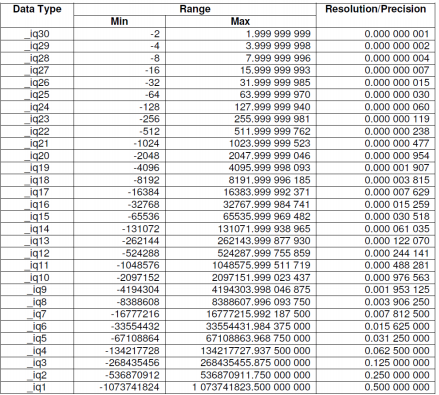 Data Type Range Resolution/Precision
Min Max
_iq30 -2 1.999 999 999 0.000 000 001
_iq29 -4 3.999 999 998 0.000 000 002
_iq28 -8 7.999 999 996 0.000 000 004
_iq27 -16 15.999 999 993 0.000 000 007
_iq26 -32 31.999 999 985 0.000 000 015
_iq25 -64 63.999 999 970 0.000 000 030
_iq24 -128 127.999 999 940 0.000 000 060
_iq23 -256 255.999 999 981 0.000 000 119
_iq22 -512 511.999 999 762 0.000 000 238
_iq21 -1024 1023.999 999 523 0.000 000 477
_iq20 -2048 2047.999 999 046 0.000 000 954
_iq19 -4096 4095.999 998 093 0.000 001 907
_iq18 -8192 8191.999 996 185 0.000 003 815
_iq17 -16384 16383.999 992 371 0.000 007 629
_iq16 -32768 32767.999 984 741 0.000 015 259
_iq15 -65536 65535.999 969 482 0.000 030 518
_iq14 -131072 131071.999 938 965 0.000 061 035
_iq13 -262144 262143.999 877 930 0.000 122 070
_iq12 -524288 524287.999 755 859 0.000 244 141
_iq11 -1048576 1048575.999 511 719 0.000 488 281
_iq10 -2097152 2097151.999 023 437 0.000 976 563
_iq9 -4194304 4194303.998 046 875 0.001 953 125
_iq8 -8388608 8388607.996 093 750 0.003 906 250
_iq7 -16777216 16777215.992 187 500 0.007 812 500
_iq6 -33554432 33554431.984 375 000 0.015 625 000
_iq5 -67108864 67108863.968 750 000 0.031 250 000
_iq4 -134217728 134217727.937 500 000 0.062 500 000
_iq3 -268435456 268435455.875 000 000 0.125 000 000
_iq2 -536870912 536870911.750 000 000 0.250 000 000
_iq1 -1073741824 1 073741823.500 000 000 0.500 000 000